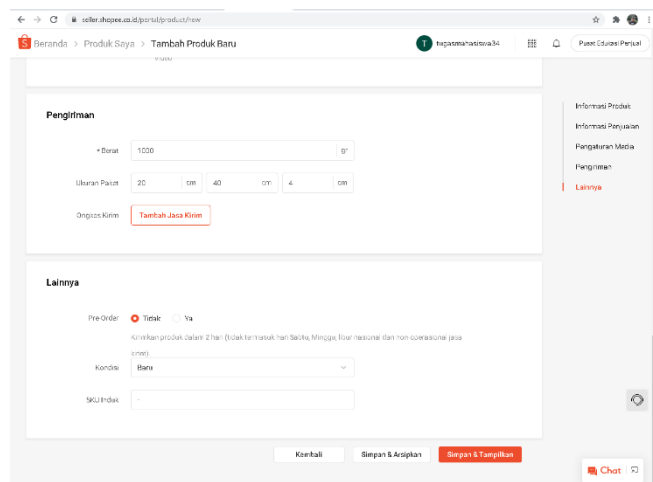 seller.shopee.co.id/portal/product/new
Beranda > Produk Saya > Tambah Produk Baru
T tugasmahasiswa34
Pusat Edukasi Penjual
Video
Pengiriman
* Berat 1000 gr
Ukuran Paket 20 cm 40 cm 4 cm
Ongkos Kirim Tambah Jasa Kirim
Lainnya
Pre-Order Tidak Ya
Kirimkan produk dalam 2 hari (tidak termasuk hari Sabtu, Minggu, libur nasional dan non-operasional jasa
kirim).
Kondisi Baru
SKU Induk -
Kembali Simpan & Arsipkan Simpan & Tampilkan
Informasi Produk
Informasi Penjualan
Pengaturan Media
Pengiriman
Lainnya
Chat